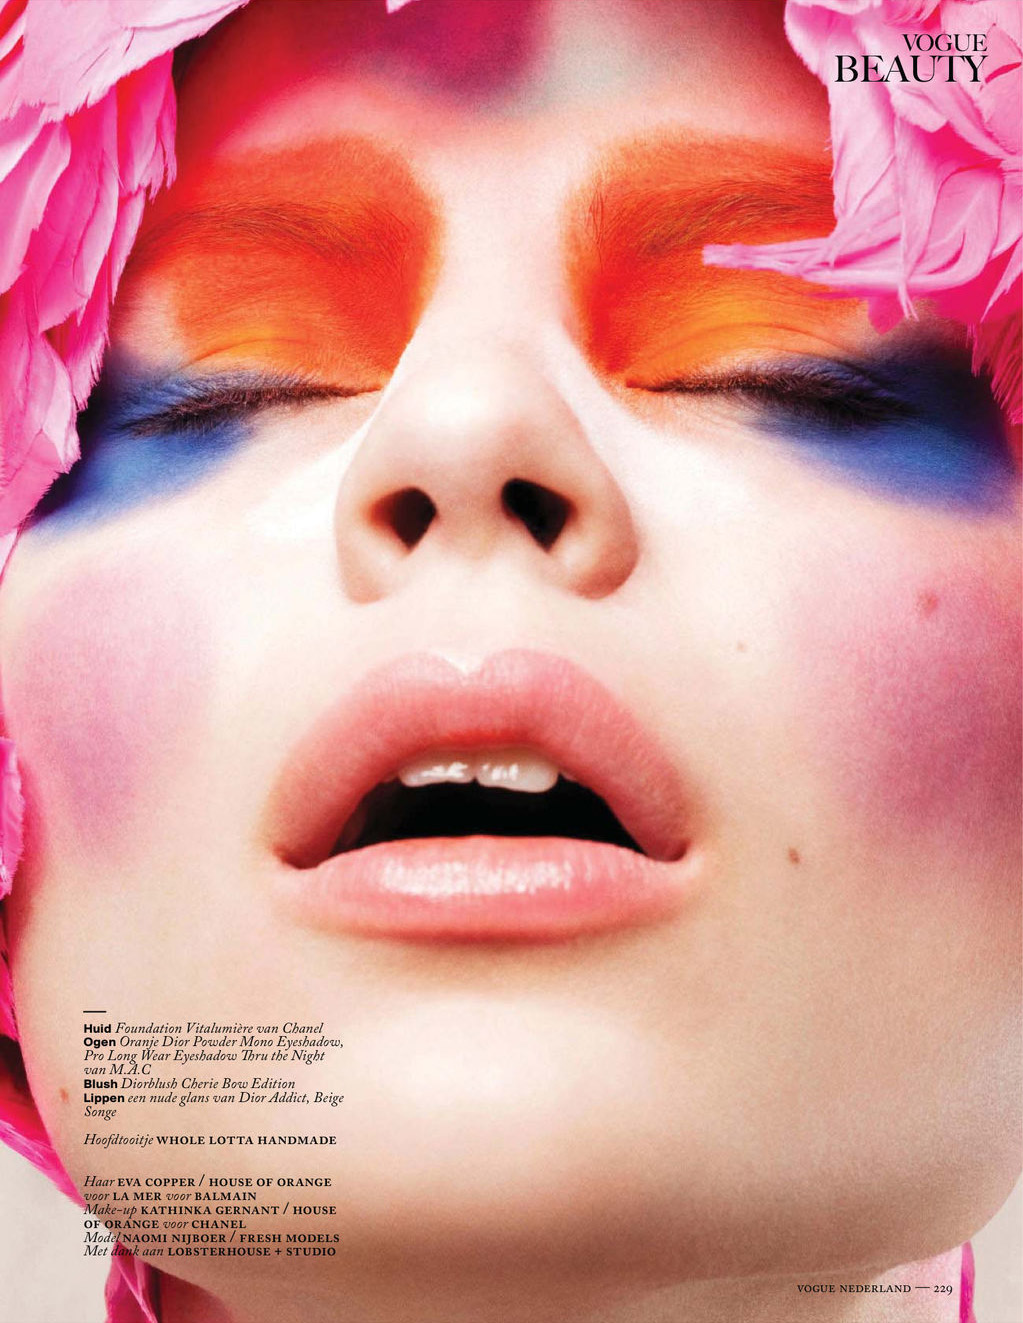 VOGUE
BEAUTY
Huid Foundation Vitalumière van Chanel
Ogen Oranje Dior Powder Mono Eyeshadow,
Pro Long Wear Eyeshadow Thru the Night
van M.A.C
Blush Diorblush Cherie Bow Edition
Lippen een nude glans van Dior Addict, Beige
Songe
Hoofdtooitje WHOLE LOTTA HANDMADE
Haar EVA COPPER / HOUSE OF ORANGE
voor LA MER voor BALMAIN
Make-up KATHINKA GERNANT / HOUSE
OF ORANGE voor CHANEL
Model NAOMI NIJBOER / FRESH MODELS
Met dank aan LOBSTERHOUSE + STUDIO
VOGUE NEDERLAND — 229